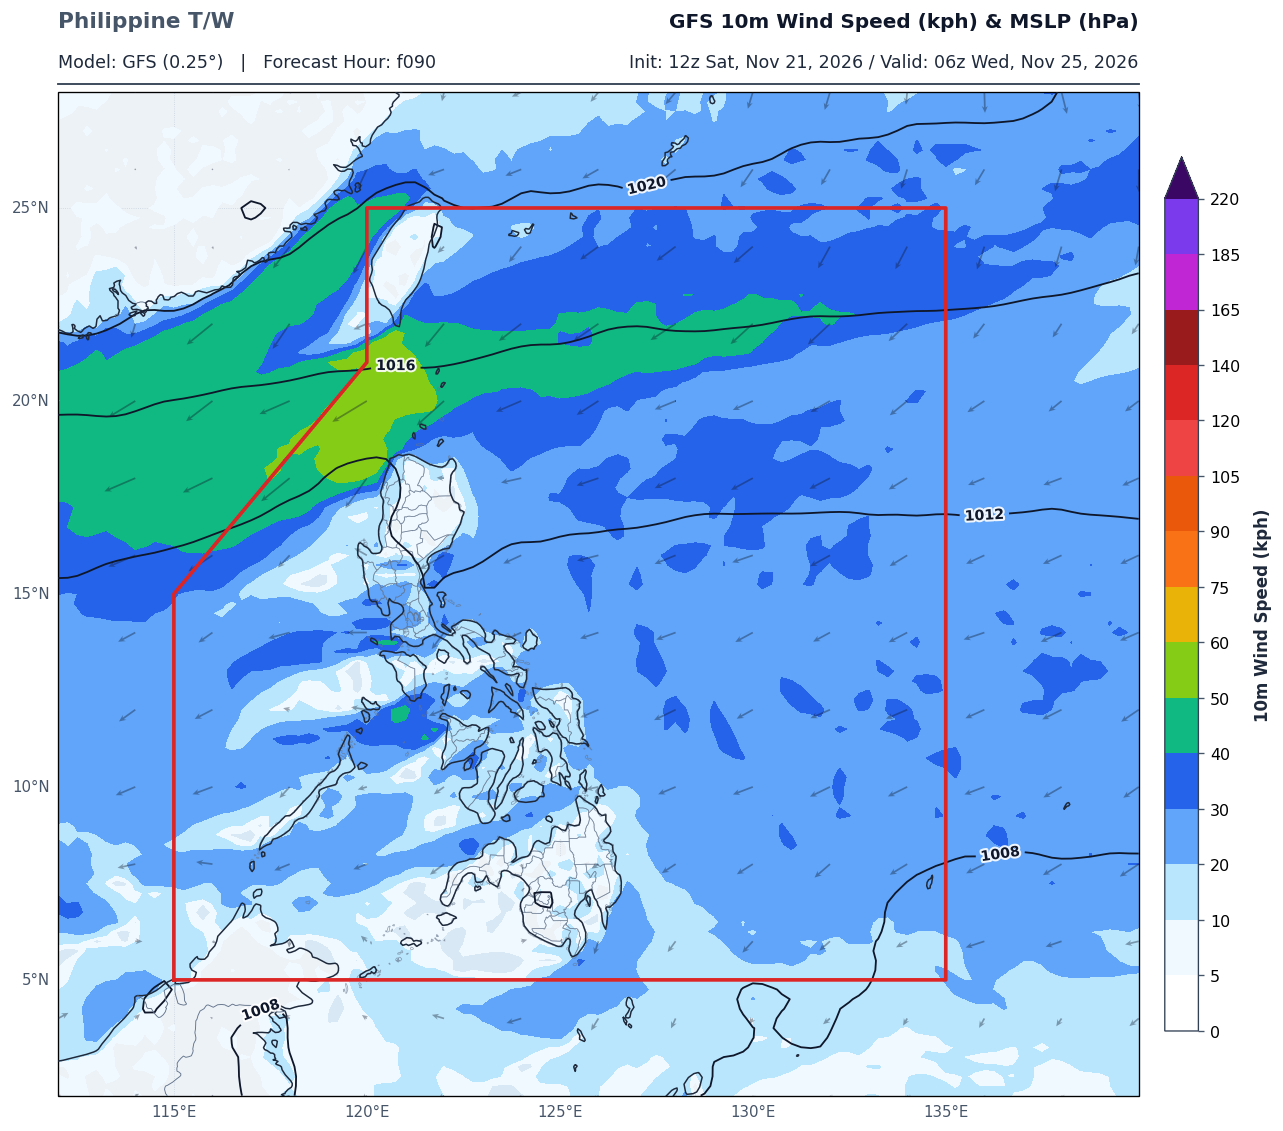 Philippine T/W
GFS 10m Wind Speed (kph) & MSLP (hPa)
Model: GFS (0.25°) | Forecast Hour: f090
Init: 12z Sat, Nov 21, 2026 / Valid: 06z Wed, Nov 25, 2026
25°N
20°N
15°N
10°N
5°N
115°E
120°E
125°E
130°E
135°E
1020
1016
1012
1008
1008
220
185
165
140
120
105
90
75
60
50
40
30
20
10
5
0
10m Wind Speed (kph)